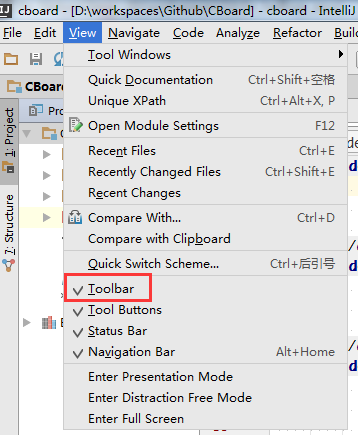 cboard - [D:\workspaces\Github\CBoard] - cboard - IntelliJ
File Edit View Navigate Code Analyze Refactor Build
CBoard
Tool Windows
Quick Documentation Ctrl+Shift+空格
Unique XPath Ctrl+Alt+X, P
Open Module Settings F12
Recent Files Ctrl+E
Recently Changed Files Ctrl+Shift+E
Recent Changes
Compare With... Ctrl+D
Compare with Clipboard
Quick Switch Scheme... Ctrl+后引号
Toolbar
Tool Buttons
Status Bar
Navigation Bar Alt+Home
Enter Presentation Mode
Enter Distraction Free Mode
Enter Full Screen
1: Project
7: Structure